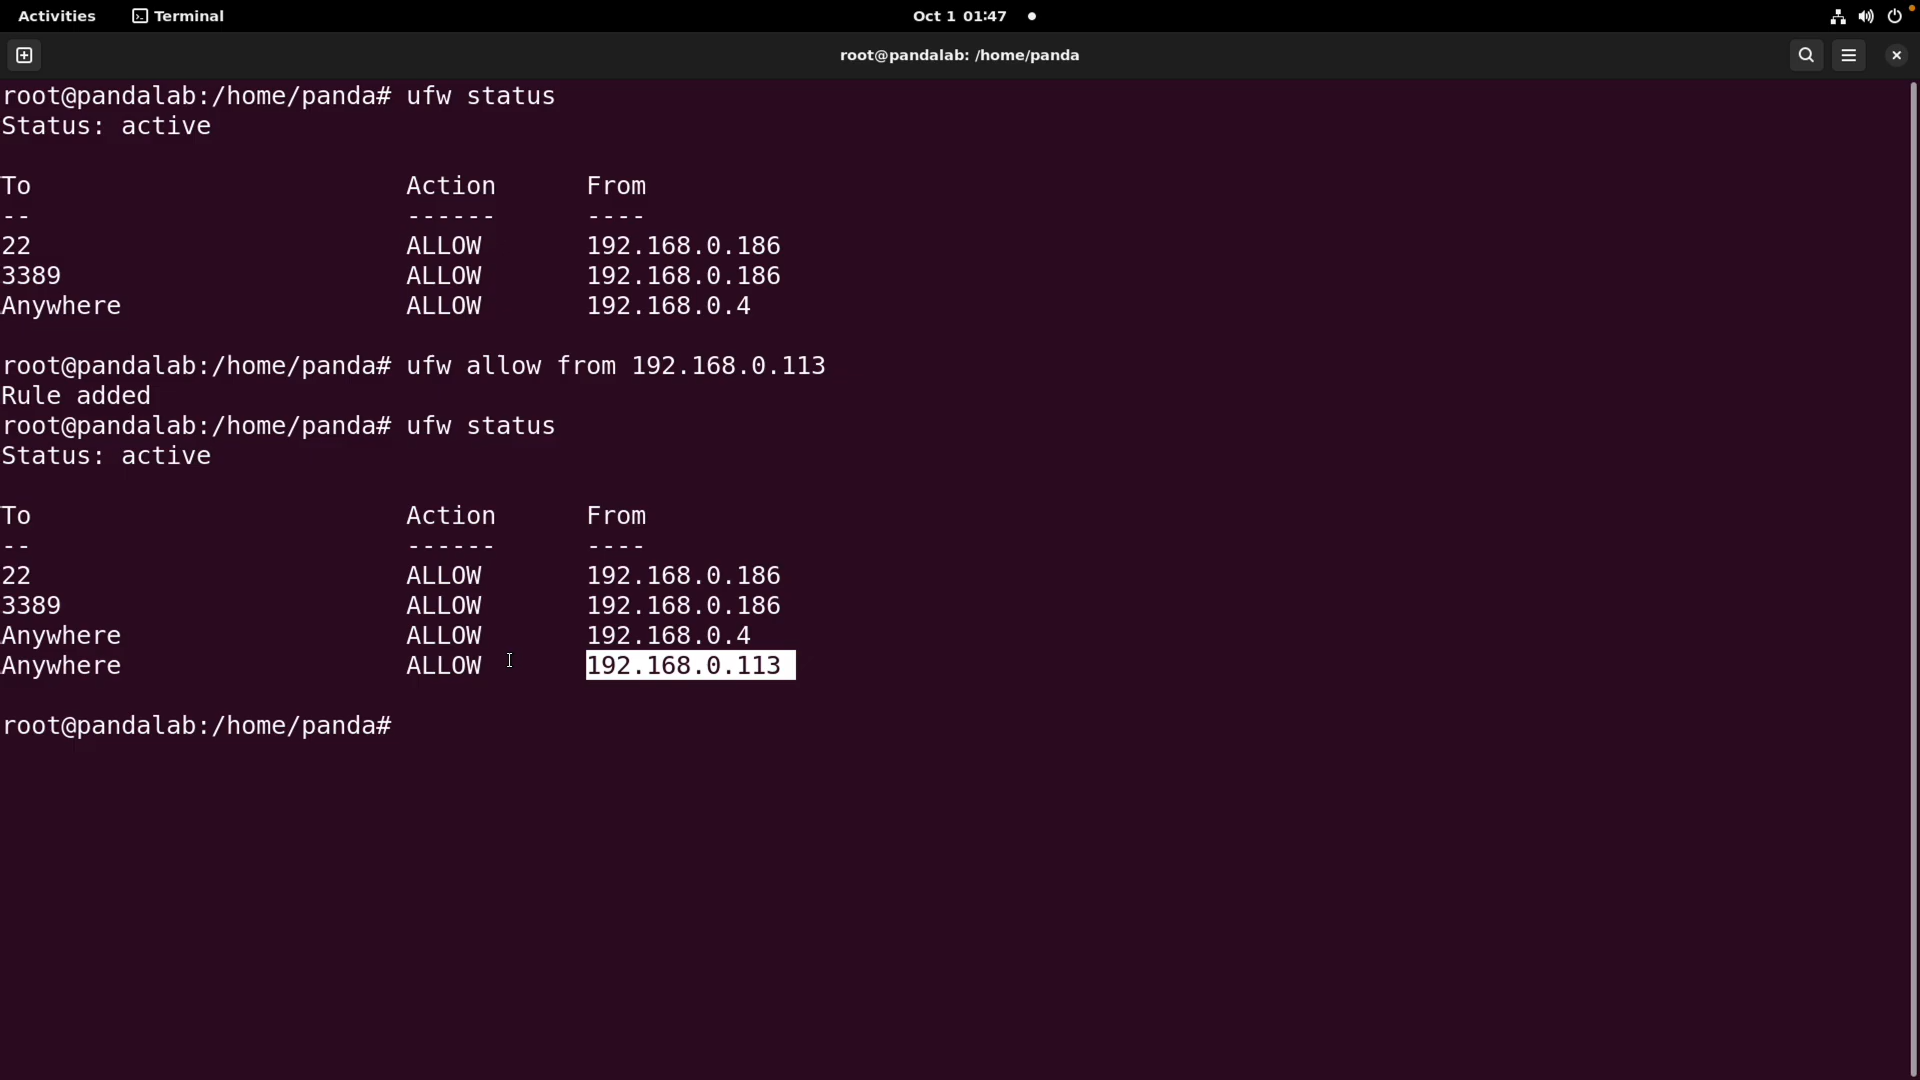 Activities Terminal Oct 1 01:47
root@pandalab: /home/panda
root@pandalab:/home/panda# ufw status
Status: active
To Action From
-- ------ ----
22 ALLOW 192.168.0.186
3389 ALLOW 192.168.0.186
Anywhere ALLOW 192.168.0.4
root@pandalab:/home/panda# ufw allow from 192.168.0.113
Rule added
root@pandalab:/home/panda# ufw status
Status: active
To Action From
-- ------ ----
22 ALLOW 192.168.0.186
3389 ALLOW 192.168.0.186
Anywhere ALLOW 192.168.0.4
Anywhere ALLOW 192.168.0.113
root@pandalab:/home/panda#